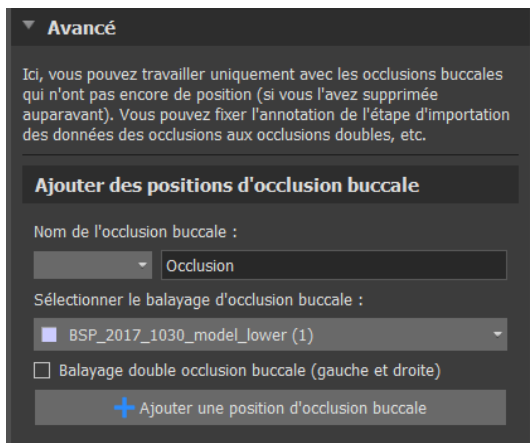 Avancé
Ici, vous pouvez travailler uniquement avec les occlusions buccales
qui n'ont pas encore de position (si vous l'avez supprimée
auparavant). Vous pouvez fixer l'annotation de l'étape d'importation
des données des occlusions aux occlusions doubles, etc.
Ajouter des positions d'occlusion buccale
Nom de l'occlusion buccale :
Occlusion
Sélectionner le balayage d'occlusion buccale :
BSP_2017_1030_model_lower (1)
Balayage double occlusion buccale (gauche et droite)
Ajouter une position d'occlusion buccale